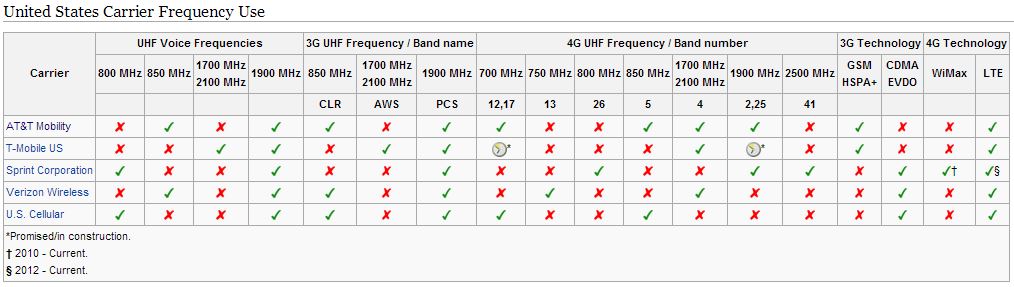 United States Carrier Frequency Use
Carrier UHF Voice Frequencies 3G UHF Frequency / Band name 4G UHF Frequency / Band number 3G Technology 4G Technology
800 MHz 850 MHz 1700 MHz 2100 MHz 1900 MHz 850 MHz 1700 MHz 2100 MHz 1900 MHz 700 MHz 750 MHz 800 MHz 850 MHz 1700 MHz 2100 MHz 1900 MHz 2500 MHz GSM HSPA+ CDMA EVDO WiMax LTE
CLR AWS PCS 12,17 13 26 5 4 2,25 41
AT&T Mobility ✗ ✓ ✗ ✓ ✓ ✗ ✓ ✓ ✗ ✗ ✓ ✓ ✓ ✗ ✓ ✗ ✗ ✓
T-Mobile US ✗ ✗ ✓ ✓ ✗ ✓ ✓ * ✗ ✗ ✗ ✓ * ✗ ✓ ✗ ✗ ✓
Sprint Corporation ✓ ✗ ✗ ✓ ✗ ✗ ✓ ✗ ✗ ✓ ✗ ✗ ✓ ✓ ✗ ✓ ✓† ✓§
Verizon Wireless ✗ ✓ ✗ ✓ ✓ ✗ ✓ ✗ ✓ ✗ ✗ ✓ ✗ ✗ ✗ ✓ ✗ ✓
U.S. Cellular ✓ ✗ ✗ ✓ ✓ ✗ ✓ ✓ ✗ ✗ ✓ ✗ ✗ ✗ ✗ ✓ ✗ ✓
*Promised/in construction.
† 2010 - Current.
§ 2012 - Current.